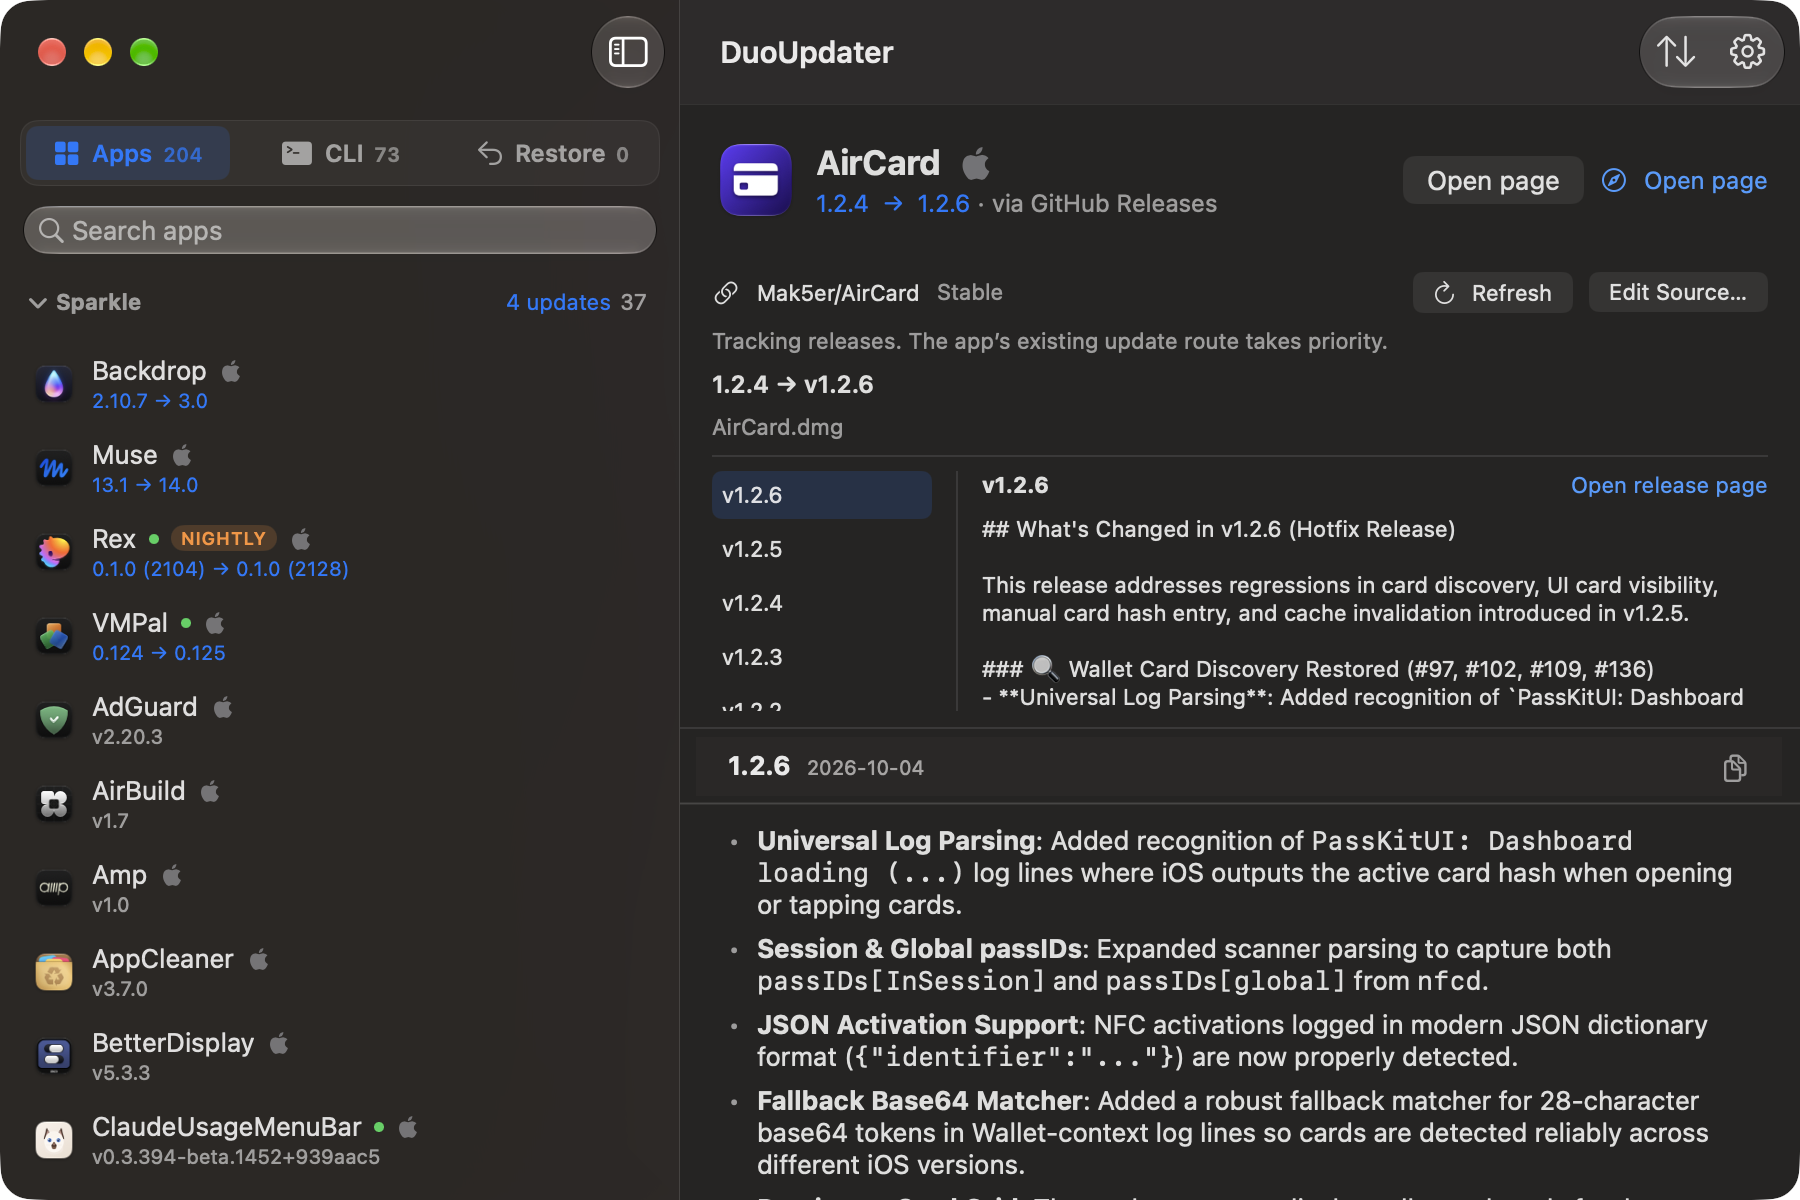 DuoUpdater
Apps 204
CLI 73
Restore 0
Search apps
Sparkle
4 updates 37
Backdrop
2.10.7 → 3.0
Muse
13.1 → 14.0
Rex NIGHTLY
0.1.0 (2104) → 0.1.0 (2128)
VMPal
0.124 → 0.125
AdGuard
v2.20.3
AirBuild
v1.7
amp
Amp
v1.0
AppCleaner
v3.7.0
BetterDisplay
v5.3.3
ClaudeUsageMenuBar
v0.3.394-beta.1452+939aac5
AirCard
1.2.4 → 1.2.6 · via GitHub Releases
Open page
Open page
Mak5er/AirCard Stable
Refresh
Edit Source...
Tracking releases. The app’s existing update route takes priority.
1.2.4 → v1.2.6
AirCard.dmg
v1.2.6
v1.2.5
v1.2.4
v1.2.3
v1.2.2
v1.2.6
Open release page
## What's Changed in v1.2.6 (Hotfix Release)
This release addresses regressions in card discovery, UI card visibility,
manual card hash entry, and cache invalidation introduced in v1.2.5.
### 🔍 Wallet Card Discovery Restored (#97, #102, #109, #136)
- **Universal Log Parsing**: Added recognition of `PassKitUI: Dashboard
1.2.6 2026-10-04
• Universal Log Parsing: Added recognition of PassKitUI: Dashboard
loading (...) log lines where iOS outputs the active card hash when opening
or tapping cards.
• Session & Global passIDs: Expanded scanner parsing to capture both
passIDs[InSession] and passIDs[global] from nfcd.
• JSON Activation Support: NFC activations logged in modern JSON dictionary
format ({"identifier":"..."}) are now properly detected.
• Fallback Base64 Matcher: Added a robust fallback matcher for 28-character
base64 tokens in Wallet-context log lines so cards are detected reliably across
different iOS versions.